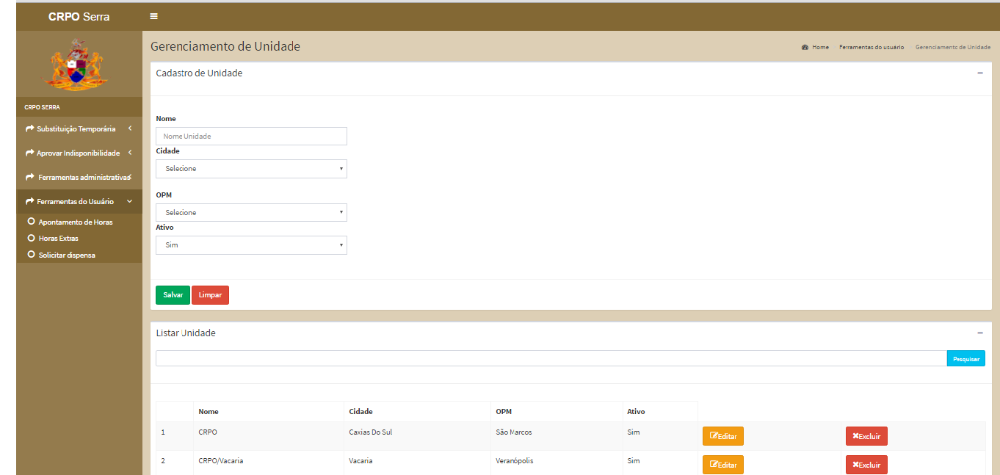 CRPO Serra
Gerenciamento de Unidade
Home Ferramentas do usuário Gerenciamento de Unidade
CRPO SERRA
Substituição Temporária
Aprovar Indisponibilidade
Ferramentas administrativas
Ferramentas do Usuário
Apontamento de Horas
Horas Extras
Solicitar dispensa
Cadastro de Unidade
Nome
Nome Unidade
Cidade
Selecione
OPM
Selecione
Ativo
Sim
Salvar Limpar
Listar Unidade
Pesquisar
Nome Cidade OPM Ativo
1 CRPO Caxias Do Sul São Marcos Sim Editar Excluir
2 CRPO/Vacaria Vacaria Veranópolis Sim Editar Excluir